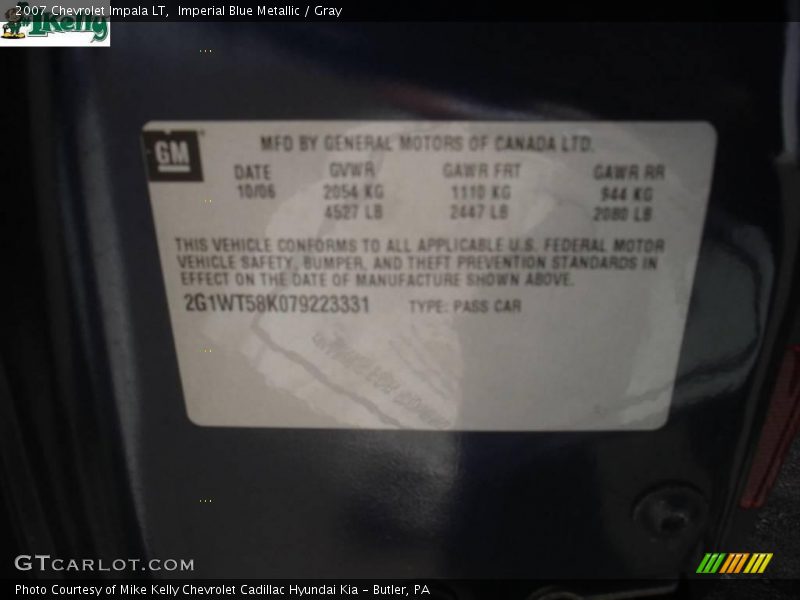 2007 Chevrolet Impala LT,  Imperial Blue Metallic / Gray
Kelly
GM
MFD BY GENERAL MOTORS OF CANADA LTD.
DATE GVWR GAWR FRT GAWR RR
10/06 2054 KG 1110 KG 944 KG
4527 LB 2447 LB 2080 LB
THIS VEHICLE CONFORMS TO ALL APPLICABLE U.S. FEDERAL MOTOR
VEHICLE SAFETY, BUMPER, AND THEFT PREVENTION STANDARDS IN
EFFECT ON THE DATE OF MANUFACTURE SHOWN ABOVE.
2G1WT58K079223331 TYPE: PASS CAR
GTCARLOT.COM
Photo Courtesy of Mike Kelly Chevrolet Cadillac Hyundai Kia - Butler, PA